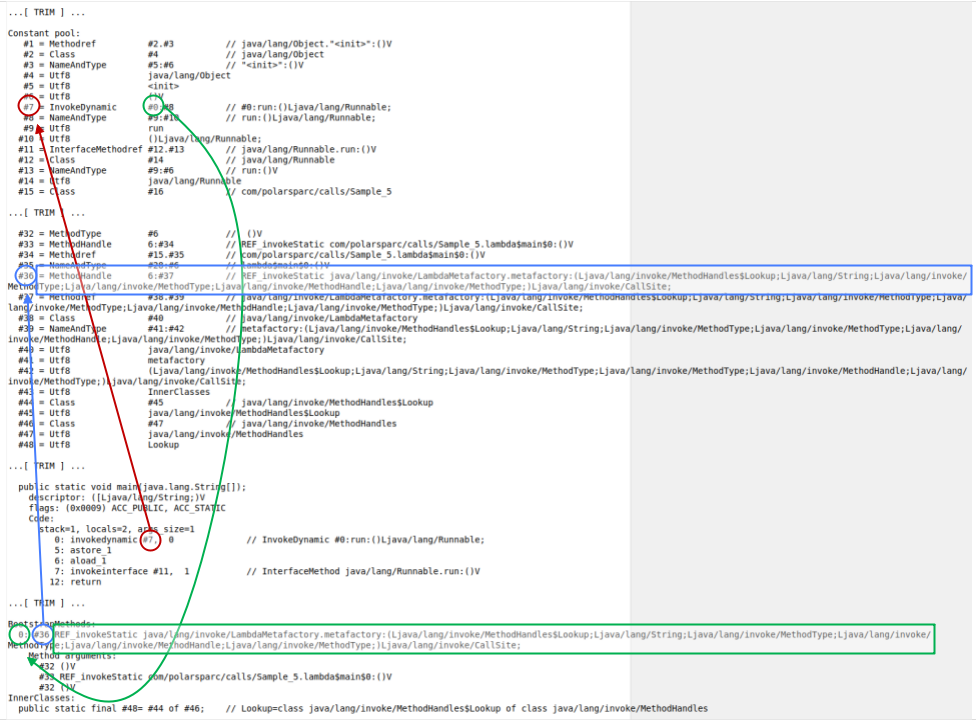 ...[ TRIM ] ...
Constant pool:
#1 = Methodref #2.#3 // java/lang/Object."<init>":()V
#2 = Class #4 // java/lang/Object
#3 = NameAndType #5:#6 // "<init>":()V
#4 = Utf8 java/lang/Object
#5 = Utf8 <init>
#6 = Utf8 ()V
#7 = InvokeDynamic #0:#8 // #0:run:()Ljava/lang/Runnable;
#8 = NameAndType #9:#10 // run:()Ljava/lang/Runnable;
#9 = Utf8 run
#10 = Utf8 ()Ljava/lang/Runnable;
#11 = InterfaceMethodref #12.#13 // java/lang/Runnable.run:()V
#12 = Class #14 // java/lang/Runnable
#13 = NameAndType #9:#6 // run:()V
#14 = Utf8 java/lang/Runnable
#15 = Class #16 // com/polarsparc/calls/Sample_5
...[ TRIM ] ...
#32 = MethodType #6 // ()V
#33 = MethodHandle 6:#34 // REF_invokeStatic com/polarsparc/calls/Sample_5.lambda$main$0:()V
#34 = Methodref #15.#35 // com/polarsparc/calls/Sample_5.lambda$main$0:()V
#35 = NameAndType #20:#6 // lambda$main$0:()V
#36 = MethodHandle 6:#37 // REF_invokeStatic java/lang/invoke/LambdaMetafactory.metafactory:(Ljava/lang/invoke/MethodHandles$Lookup;Ljava/lang/String;Ljava/lang/invoke/
MethodType;Ljava/lang/invoke/MethodType;Ljava/lang/invoke/MethodHandle;Ljava/lang/invoke/MethodType;)Ljava/lang/invoke/CallSite;
#37 = Methodref #38.#39 // java/lang/invoke/LambdaMetafactory.metafactory:(Ljava/lang/invoke/MethodHandles$Lookup;Ljava/lang/String;Ljava/lang/invoke/MethodType;Ljava/
lang/invoke/MethodType;Ljava/lang/invoke/MethodHandle;Ljava/lang/invoke/MethodType;)Ljava/lang/invoke/CallSite;
#38 = Class #40 // java/lang/invoke/LambdaMetafactory
#39 = NameAndType #41:#42 // metafactory:(Ljava/lang/invoke/MethodHandles$Lookup;Ljava/lang/String;Ljava/lang/invoke/MethodType;Ljava/lang/invoke/MethodType;Ljava/lang/
invoke/MethodHandle;Ljava/lang/invoke/MethodType;)Ljava/lang/invoke/CallSite;
#40 = Utf8 java/lang/invoke/LambdaMetafactory
#41 = Utf8 metafactory
#42 = Utf8 (Ljava/lang/invoke/MethodHandles$Lookup;Ljava/lang/String;Ljava/lang/invoke/MethodType;Ljava/lang/invoke/MethodType;Ljava/lang/invoke/MethodHandle;Ljava/lang/
invoke/MethodType;)Ljava/lang/invoke/CallSite;
#43 = Utf8 InnerClasses
#44 = Class #45 // java/lang/invoke/MethodHandles$Lookup
#45 = Utf8 java/lang/invoke/MethodHandles$Lookup
#46 = Class #47 // java/lang/invoke/MethodHandles
#47 = Utf8 java/lang/invoke/MethodHandles
#48 = Utf8 Lookup
...[ TRIM ] ...
public static void main(java.lang.String[]);
descriptor: ([Ljava/lang/String;)V
flags: (0x0009) ACC_PUBLIC, ACC_STATIC
Code:
stack=1, locals=2, args_size=1
0: invokedynamic #7, 0 // InvokeDynamic #0:run:()Ljava/lang/Runnable;
5: astore_1
6: aload_1
7: invokeinterface #11, 1 // InterfaceMethod java/lang/Runnable.run:()V
12: return
...[ TRIM ] ...
BootstrapMethods:
0: #36 REF_invokeStatic java/lang/invoke/LambdaMetafactory.metafactory:(Ljava/lang/invoke/MethodHandles$Lookup;Ljava/lang/String;Ljava/lang/invoke/MethodType;Ljava/lang/invoke/
MethodType;Ljava/lang/invoke/MethodHandle;Ljava/lang/invoke/MethodType;)Ljava/lang/invoke/CallSite;
Method arguments:
#32 ()V
#33 REF_invokeStatic com/polarsparc/calls/Sample_5.lambda$main$0:()V
#32 ()V
InnerClasses:
public static final #48= #44 of #46; // Lookup=class java/lang/invoke/MethodHandles$Lookup of class java/lang/invoke/MethodHandles